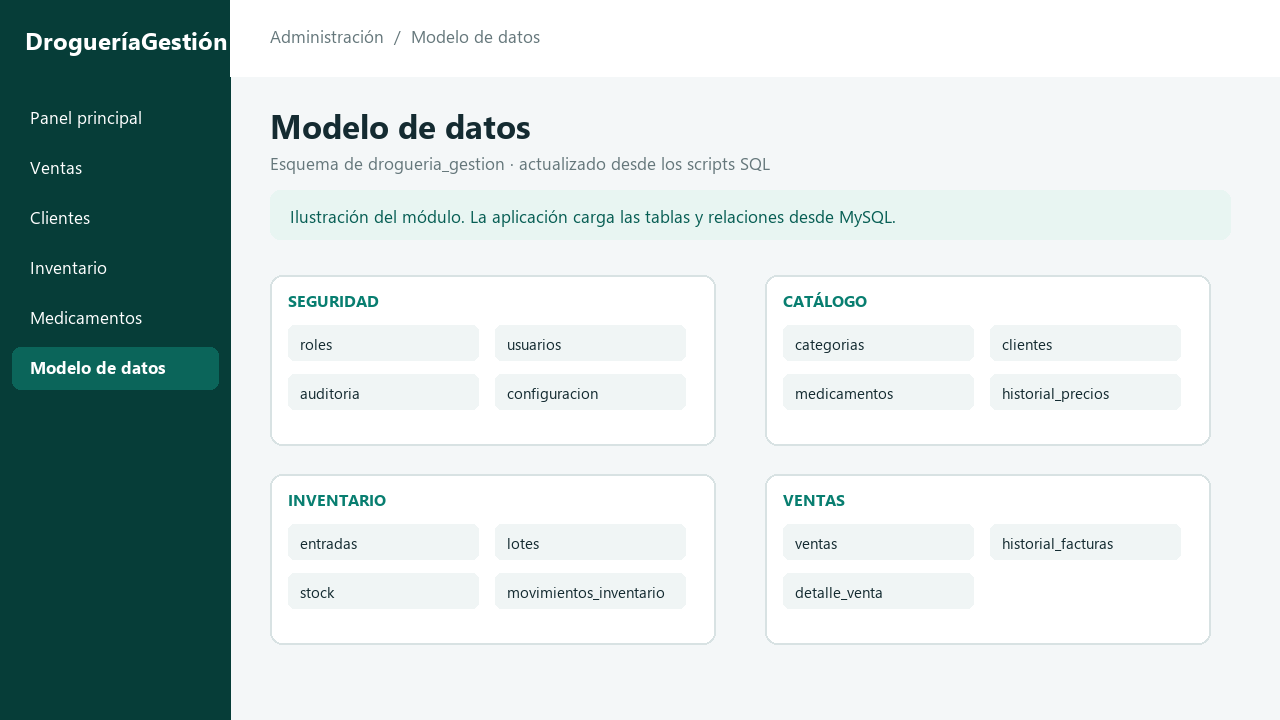 DrogueríaGestión
Panel principal
Ventas
Clientes
Inventario
Medicamentos
Modelo de datos
Administración / Modelo de datos
Modelo de datos
Esquema de drogueria_gestion · actualizado desde los scripts SQL
Ilustración del módulo. La aplicación carga las tablas y relaciones desde MySQL.
SEGURIDAD
roles
usuarios
auditoria
configuracion
CATÁLOGO
categorias
clientes
medicamentos
historial_precios
INVENTARIO
entradas
lotes
stock
movimientos_inventario
VENTAS
ventas
historial_facturas
detalle_venta